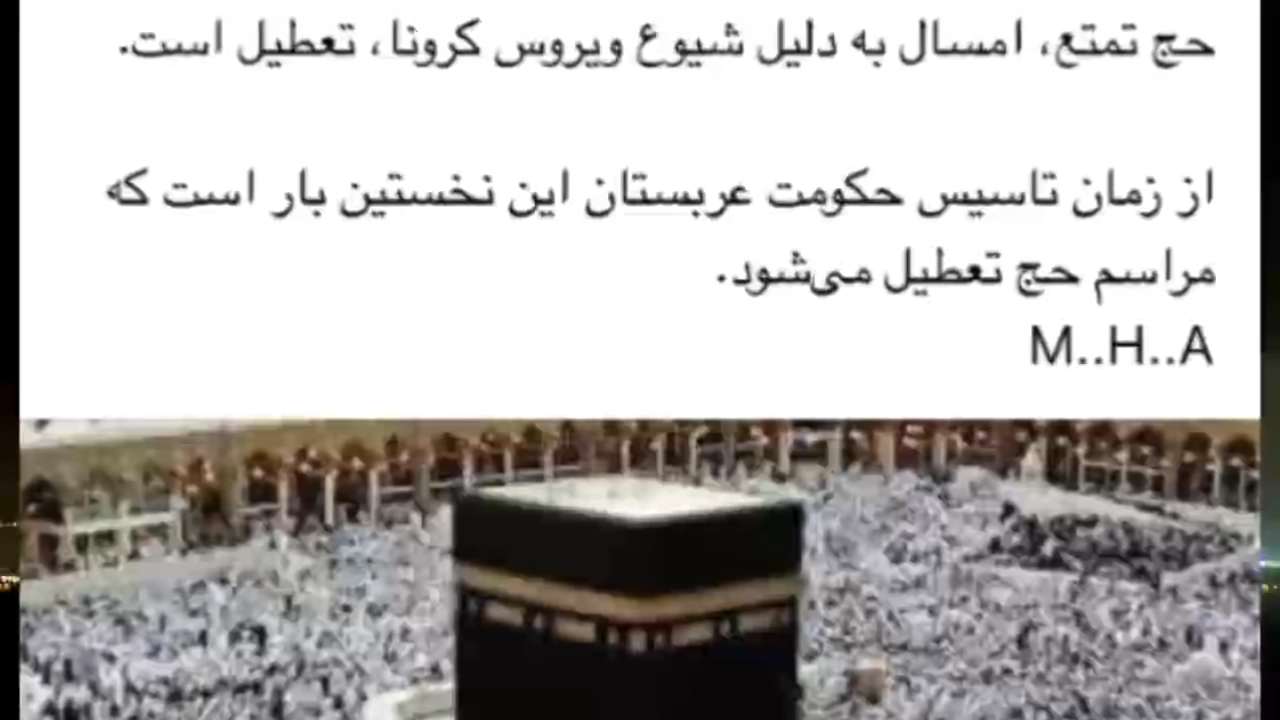 حج تمتع، امسال به دلیل شیوع ویروس کرونا، تعطیل است.
از زمان تاسیس حکومت عربستان این نخستین بار است که
مراسم حج تعطیل می‌شود.
M..H..A